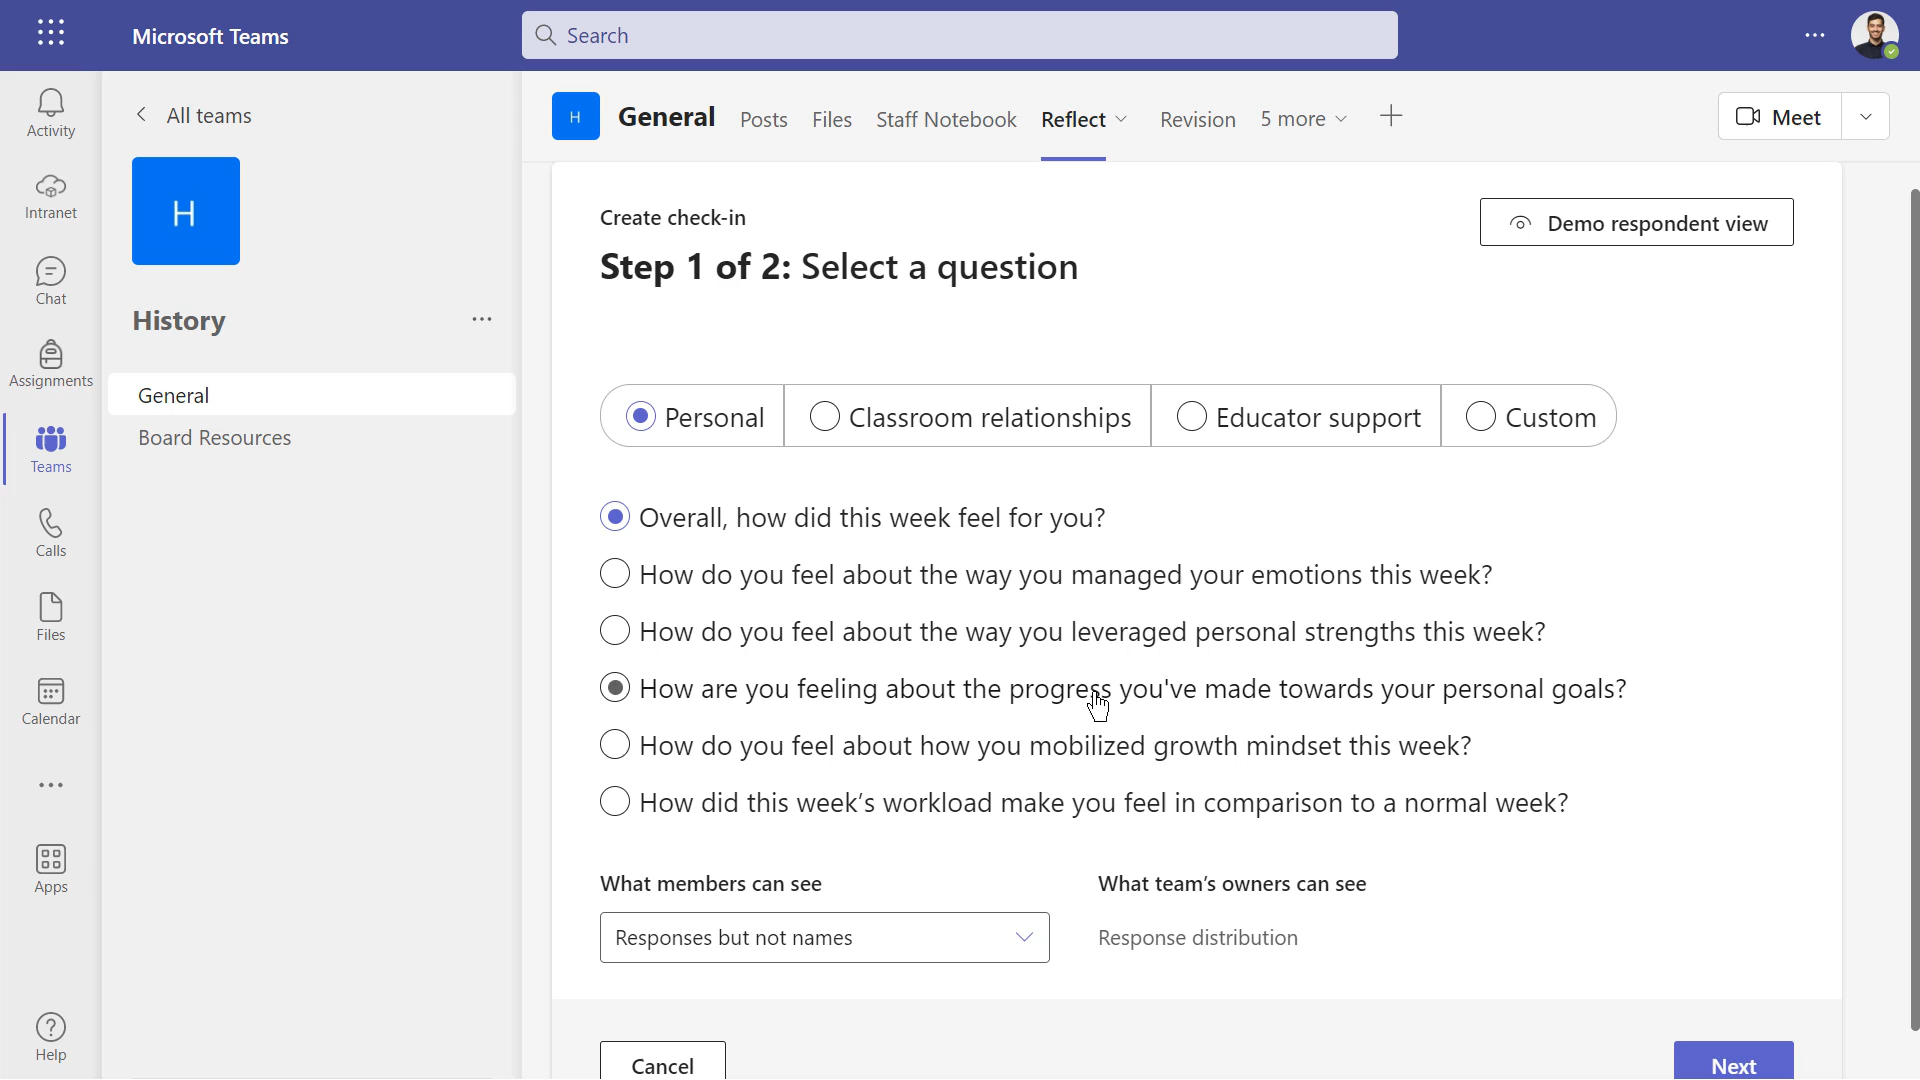 Microsoft Teams
Search
Activity
Intranet
Chat
Assignments
Teams
Calls
Files
Calendar
Apps
Help
All teams
H
History
General
Board Resources
H
General
Posts
Files
Staff Notebook
Reflect
Revision
5 more
Meet
Create check-in
Step 1 of 2: Select a question
Demo respondent view
Personal
Classroom relationships
Educator support
Custom
Overall, how did this week feel for you?
How do you feel about the way you managed your emotions this week?
How do you feel about the way you leveraged personal strengths this week?
How are you feeling about the progress you've made towards your personal goals?
How do you feel about how you mobilized growth mindset this week?
How did this week’s workload make you feel in comparison to a normal week?
What members can see
What team’s owners can see
Responses but not names
Response distribution
Cancel
Next